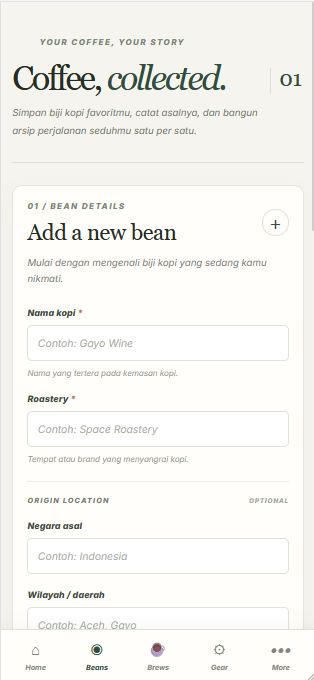 YOUR COFFEE, YOUR STORY
Coffee, collected.
01
Simpan biji kopi favoritmu, catat asalnya, dan bangun
arsip perjalanan seduhmu satu per satu.
01 / BEAN DETAILS
Add a new bean
+
Mulai dengan mengenali biji kopi yang sedang kamu
nikmati.
Nama kopi *
Contoh: Gayo Wine
Nama yang tertera pada kemasan kopi.
Roastery *
Contoh: Space Roastery
Tempat atau brand yang menyangrai kopi.
ORIGIN LOCATION
OPTIONAL
Negara asal
Contoh: Indonesia
Wilayah / daerah
Contoh: Aceh, Gayo
Home
Beans
Brews
Gear
More